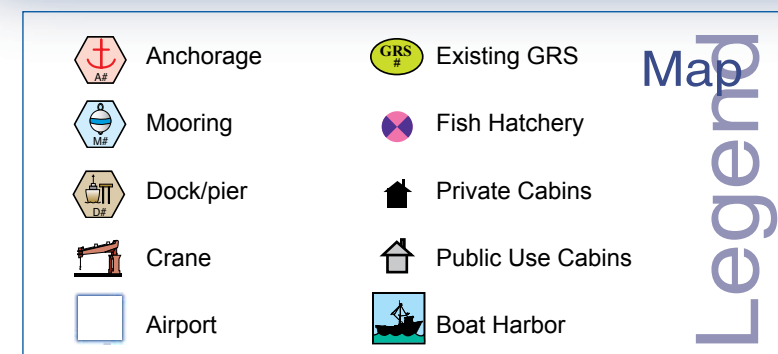 Map
Legend
A#
Anchorage
M#
Mooring
D#
Dock/pier
Crane
Airport
GRS
#
Existing GRS
Fish Hatchery
Private Cabins
Public Use Cabins
Boat Harbor